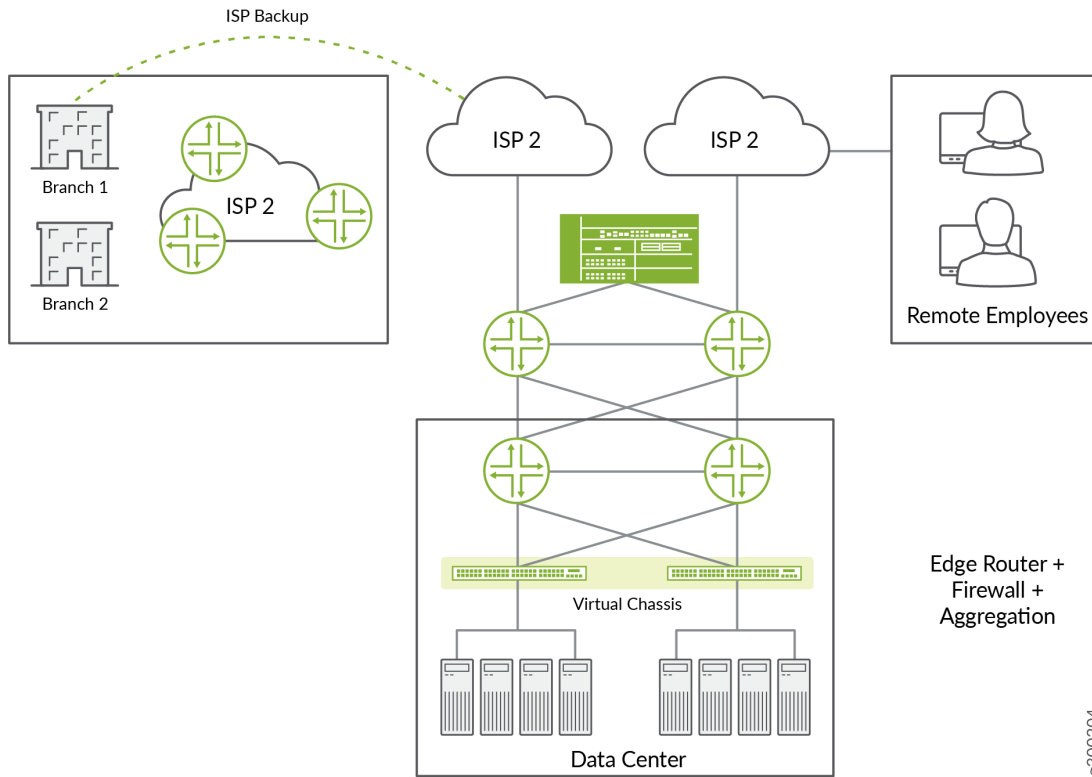 ISP Backup
ISP 2
ISP 2
Branch 1
ISP 2
Branch 2
Remote Employees
Virtual Chassis
Edge Router +
Firewall +
Aggregation
Data Center